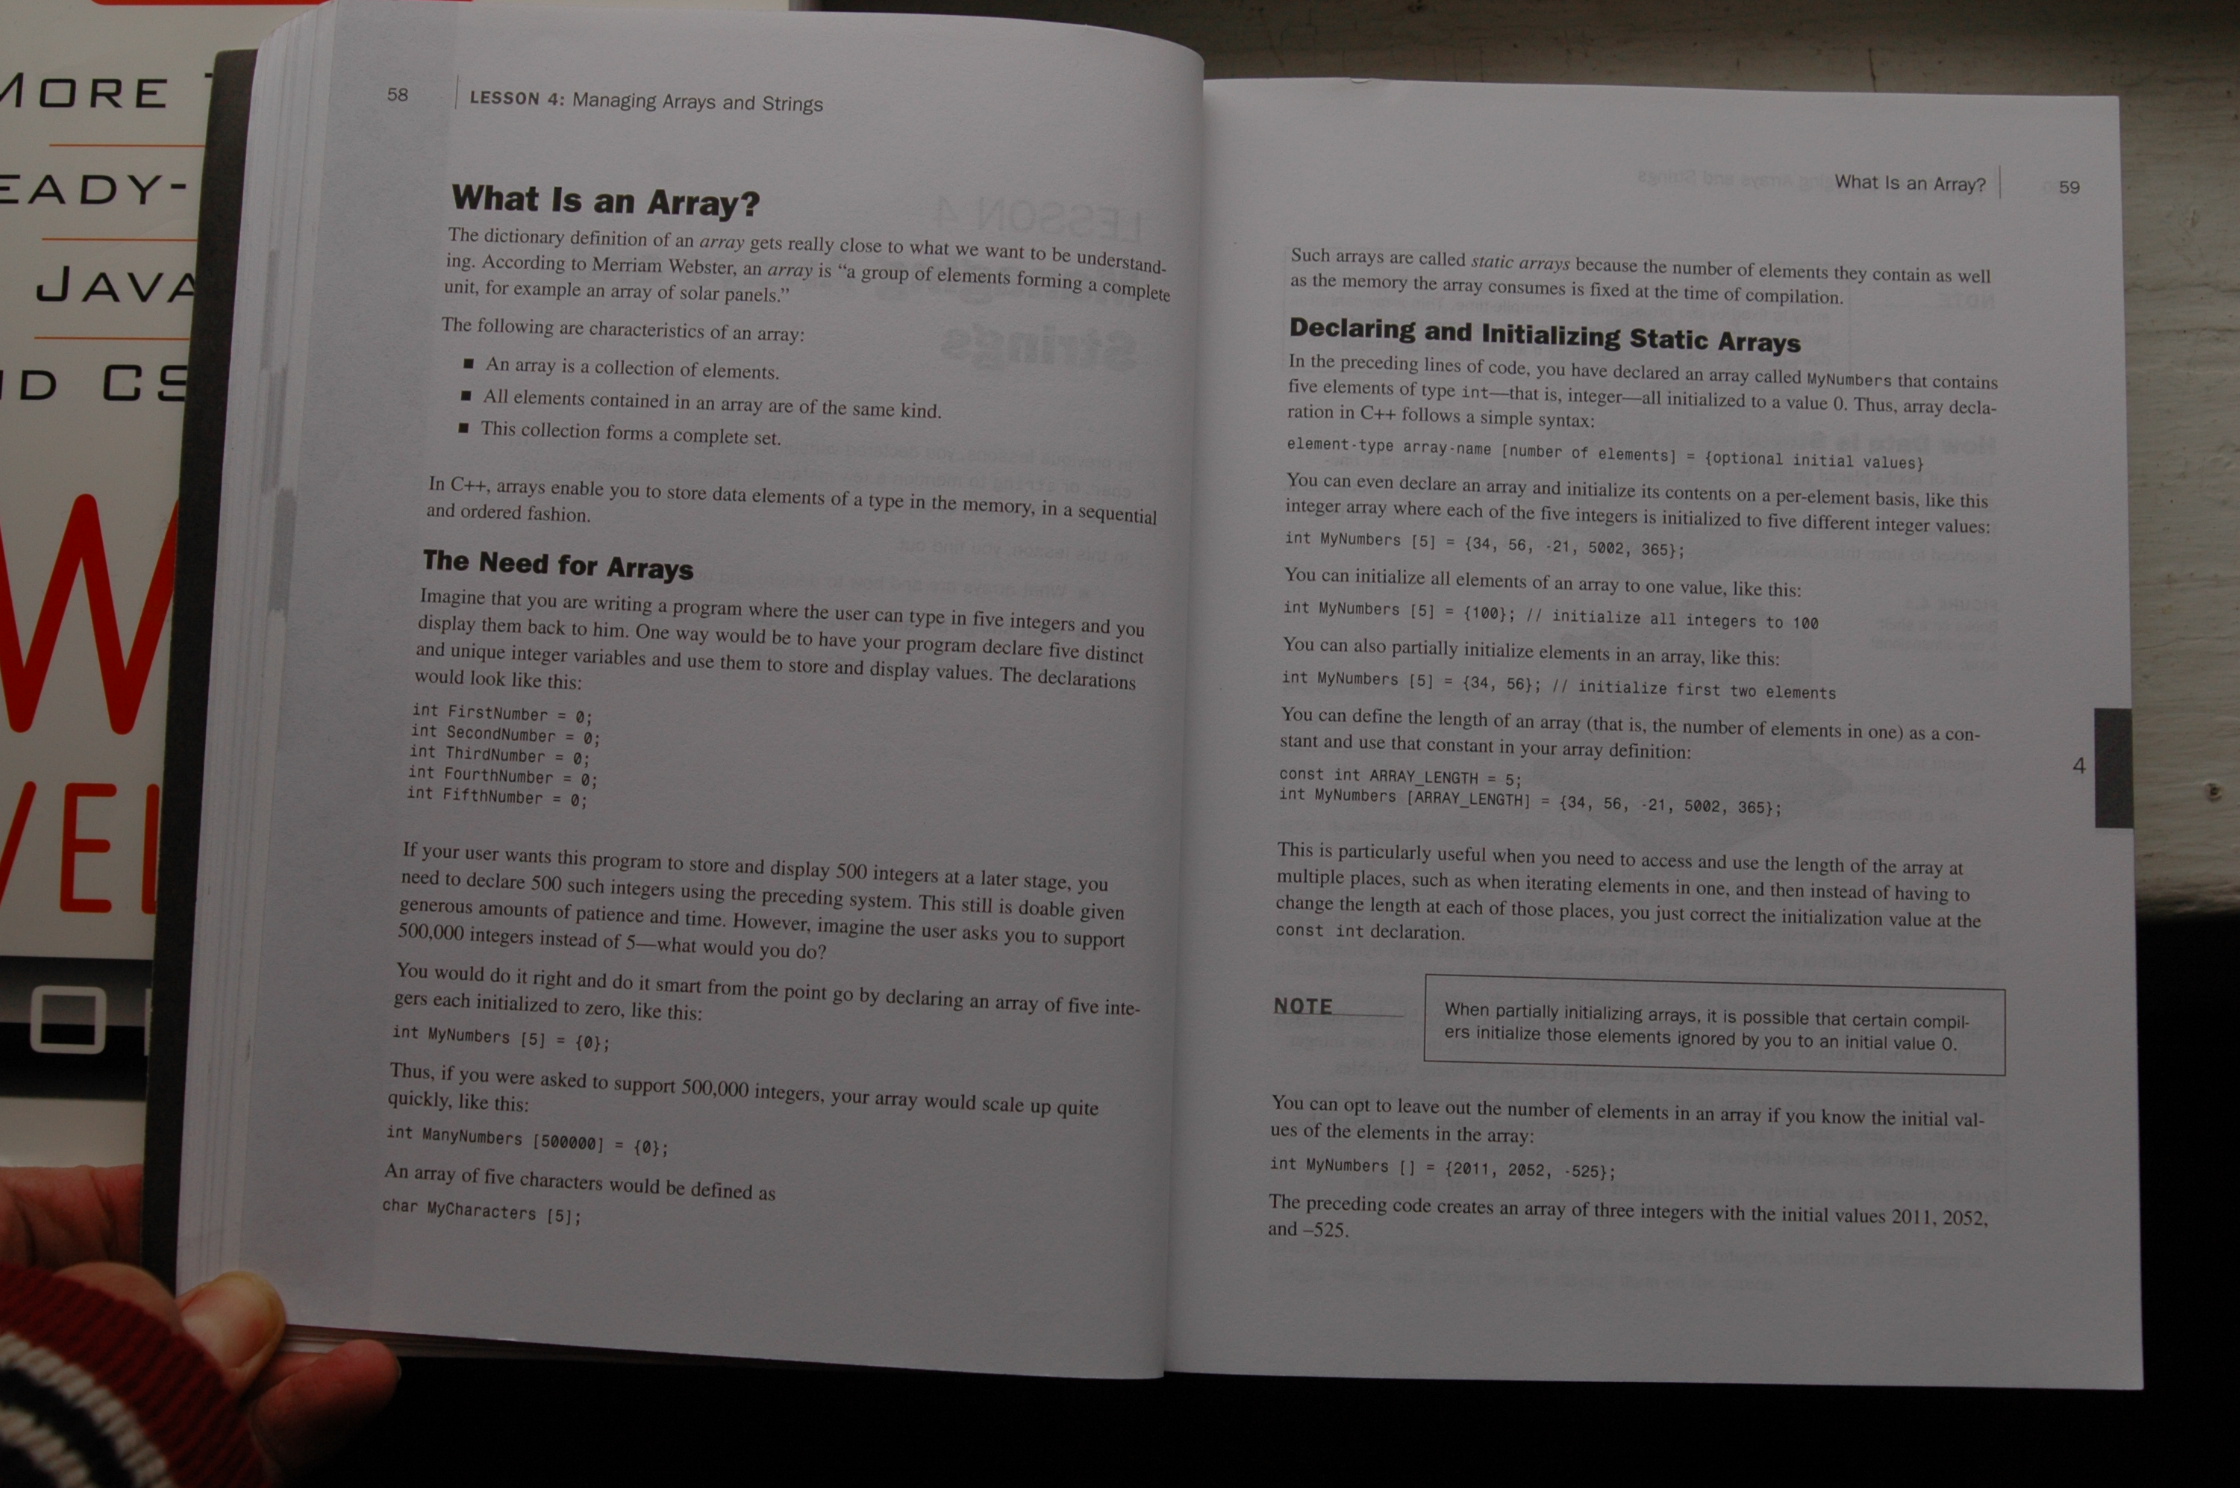 MORE
EADY-
JAVA
ND CS
W
VEL
58
LESSON 4: Managing Arrays and Strings
What Is an Array?
The dictionary definition of an array gets really close to what we want to be understand-
ing. According to Merriam Webster, an array is “a group of elements forming a complete
unit, for example an array of solar panels.”
The following are characteristics of an array:
■ An array is a collection of elements.
■ All elements contained in an array are of the same kind.
■ This collection forms a complete set.
In C++, arrays enable you to store data elements of a type in the memory, in a sequential
and ordered fashion.
The Need for Arrays
Imagine that you are writing a program where the user can type in five integers and you
display them back to him. One way would be to have your program declare five distinct
and unique integer variables and use them to store and display values. The declarations
would look like this:
int FirstNumber = 0;
int SecondNumber = 0;
int ThirdNumber = 0;
int FourthNumber = 0;
int FifthNumber = 0;
If your user wants this program to store and display 500 integers at a later stage, you
need to declare 500 such integers using the preceding system. This still is doable given
generous amounts of patience and time. However, imagine the user asks you to support
500,000 integers instead of 5—what would you do?
You would do it right and do it smart from the point go by declaring an array of five inte-
gers each initialized to zero, like this:
int MyNumbers [5] = {0};
Thus, if you were asked to support 500,000 integers, your array would scale up quite
quickly, like this:
int ManyNumbers [500000] = {0};
An array of five characters would be defined as
char MyCharacters [5];
What Is an Array?
59
Such arrays are called static arrays because the number of elements they contain as well
as the memory the array consumes is fixed at the time of compilation.
Declaring and Initializing Static Arrays
In the preceding lines of code, you have declared an array called MyNumbers that contains
five elements of type int—that is, integer—all initialized to a value 0. Thus, array decla-
ration in C++ follows a simple syntax:
element-type array-name [number of elements] = {optional initial values}
You can even declare an array and initialize its contents on a per-element basis, like this
integer array where each of the five integers is initialized to five different integer values:
int MyNumbers [5] = {34, 56, -21, 5002, 365};
You can initialize all elements of an array to one value, like this:
int MyNumbers [5] = {100}; // initialize all integers to 100
You can also partially initialize elements in an array, like this:
int MyNumbers [5] = {34, 56}; // initialize first two elements
You can define the length of an array (that is, the number of elements in one) as a con-
stant and use that constant in your array definition:
const int ARRAY_LENGTH = 5;
int MyNumbers [ARRAY_LENGTH] = {34, 56, -21, 5002, 365};
4
This is particularly useful when you need to access and use the length of the array at
multiple places, such as when iterating elements in one, and then instead of having to
change the length at each of those places, you just correct the initialization value at the
const int declaration.
NOTE
When partially initializing arrays, it is possible that certain compil-
ers initialize those elements ignored by you to an initial value 0.
You can opt to leave out the number of elements in an array if you know the initial val-
ues of the elements in the array:
int MyNumbers [] = {2011, 2052, -525};
The preceding code creates an array of three integers with the initial values 2011, 2052,
and –525.